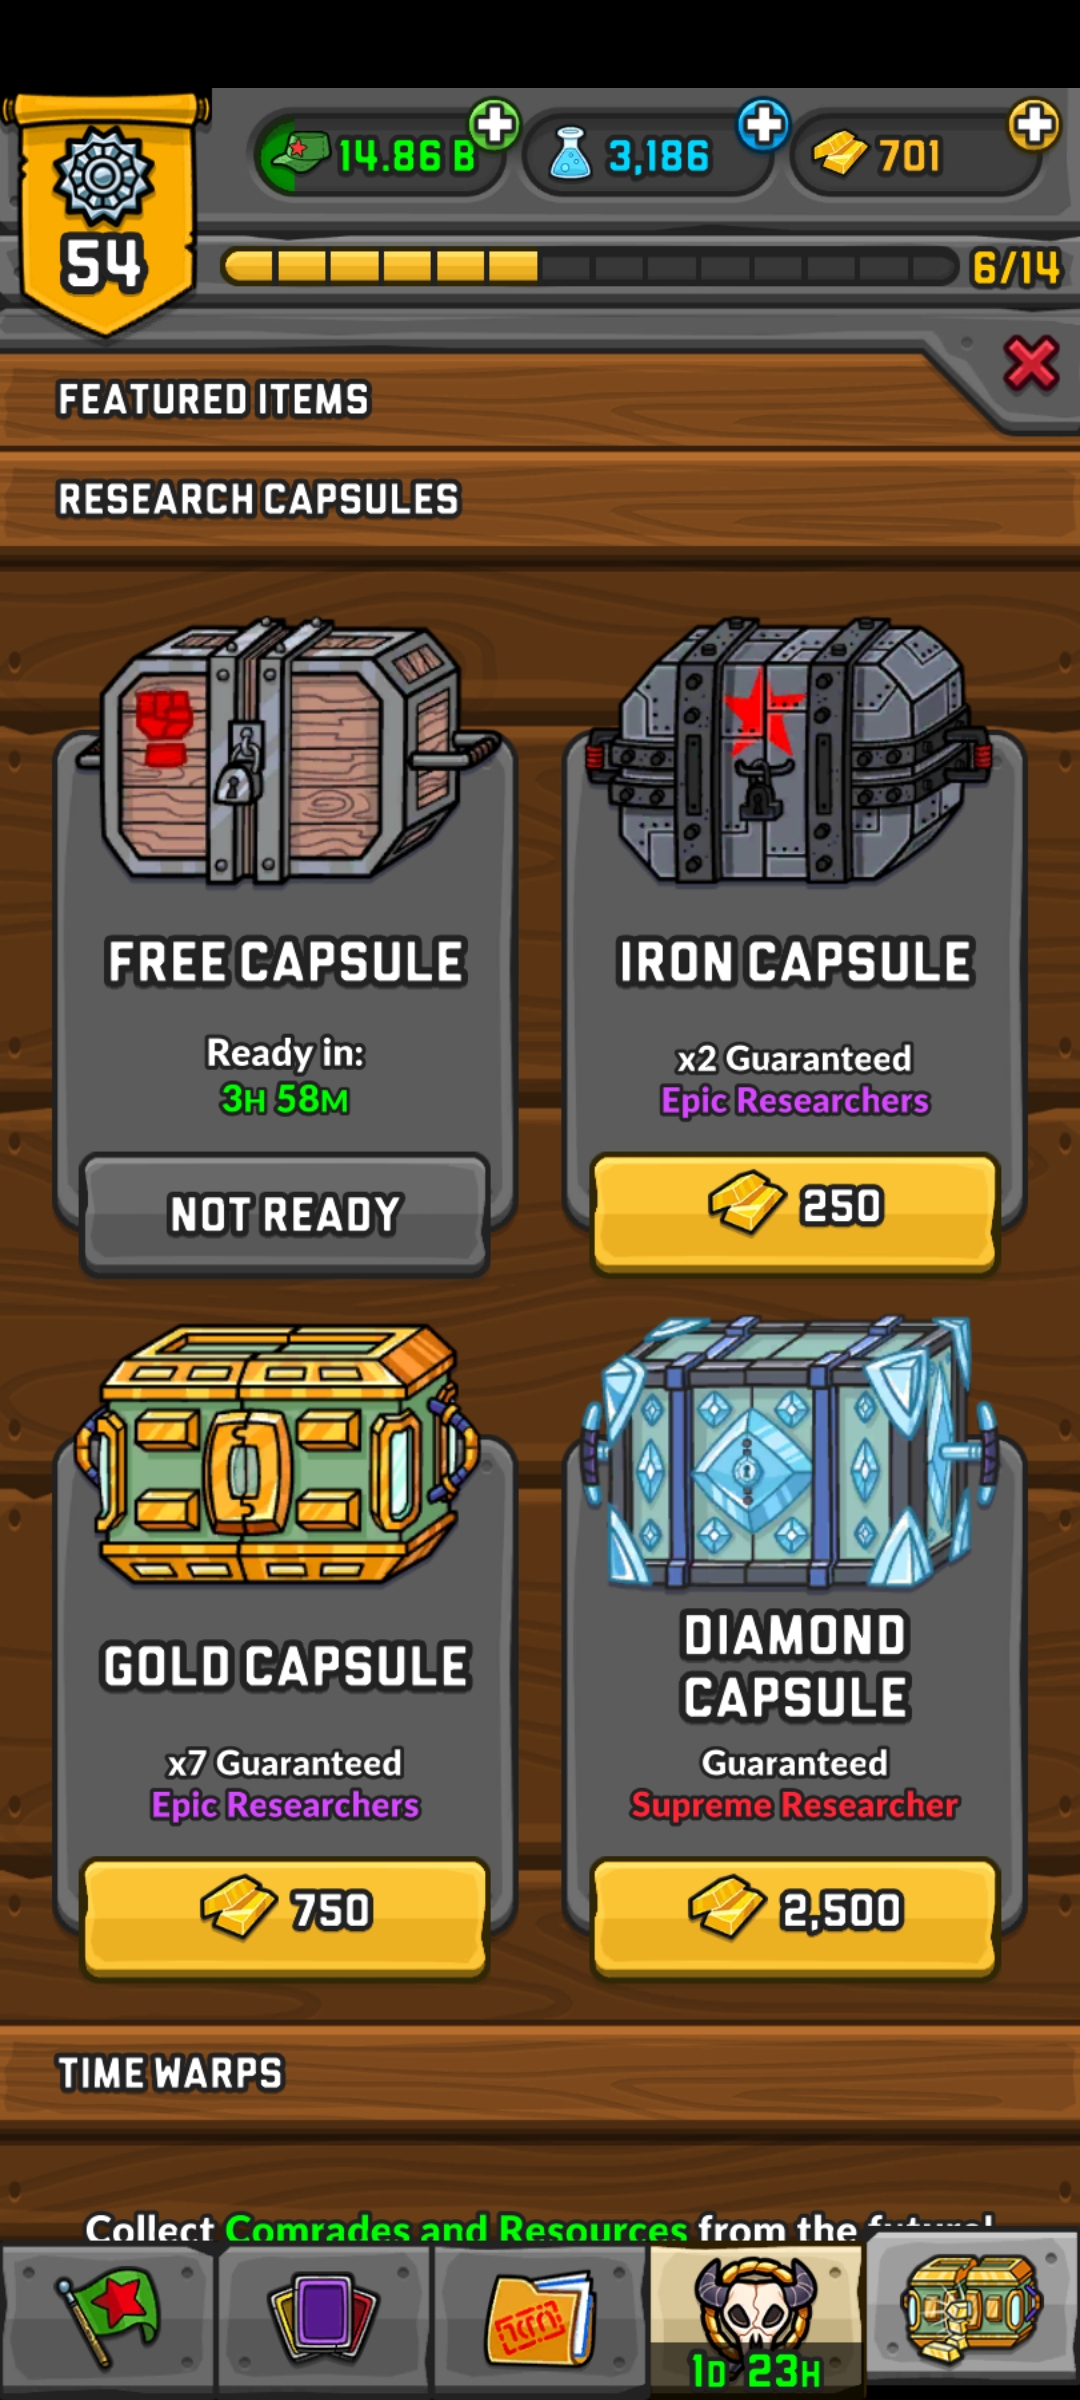 14.86 B
3,186
701
54
6/14
FEATURED ITEMS
RESEARCH CAPSULES
FREE CAPSULE
Ready in:
3H 58M
NOT READY
IRON CAPSULE
x2 Guaranteed
Epic Researchers
250
GOLD CAPSULE
x7 Guaranteed
Epic Researchers
750
DIAMOND
CAPSULE
Guaranteed
Supreme Researcher
2,500
TIME WARPS
Collect Comrades and Resources from the future!
1D 23H